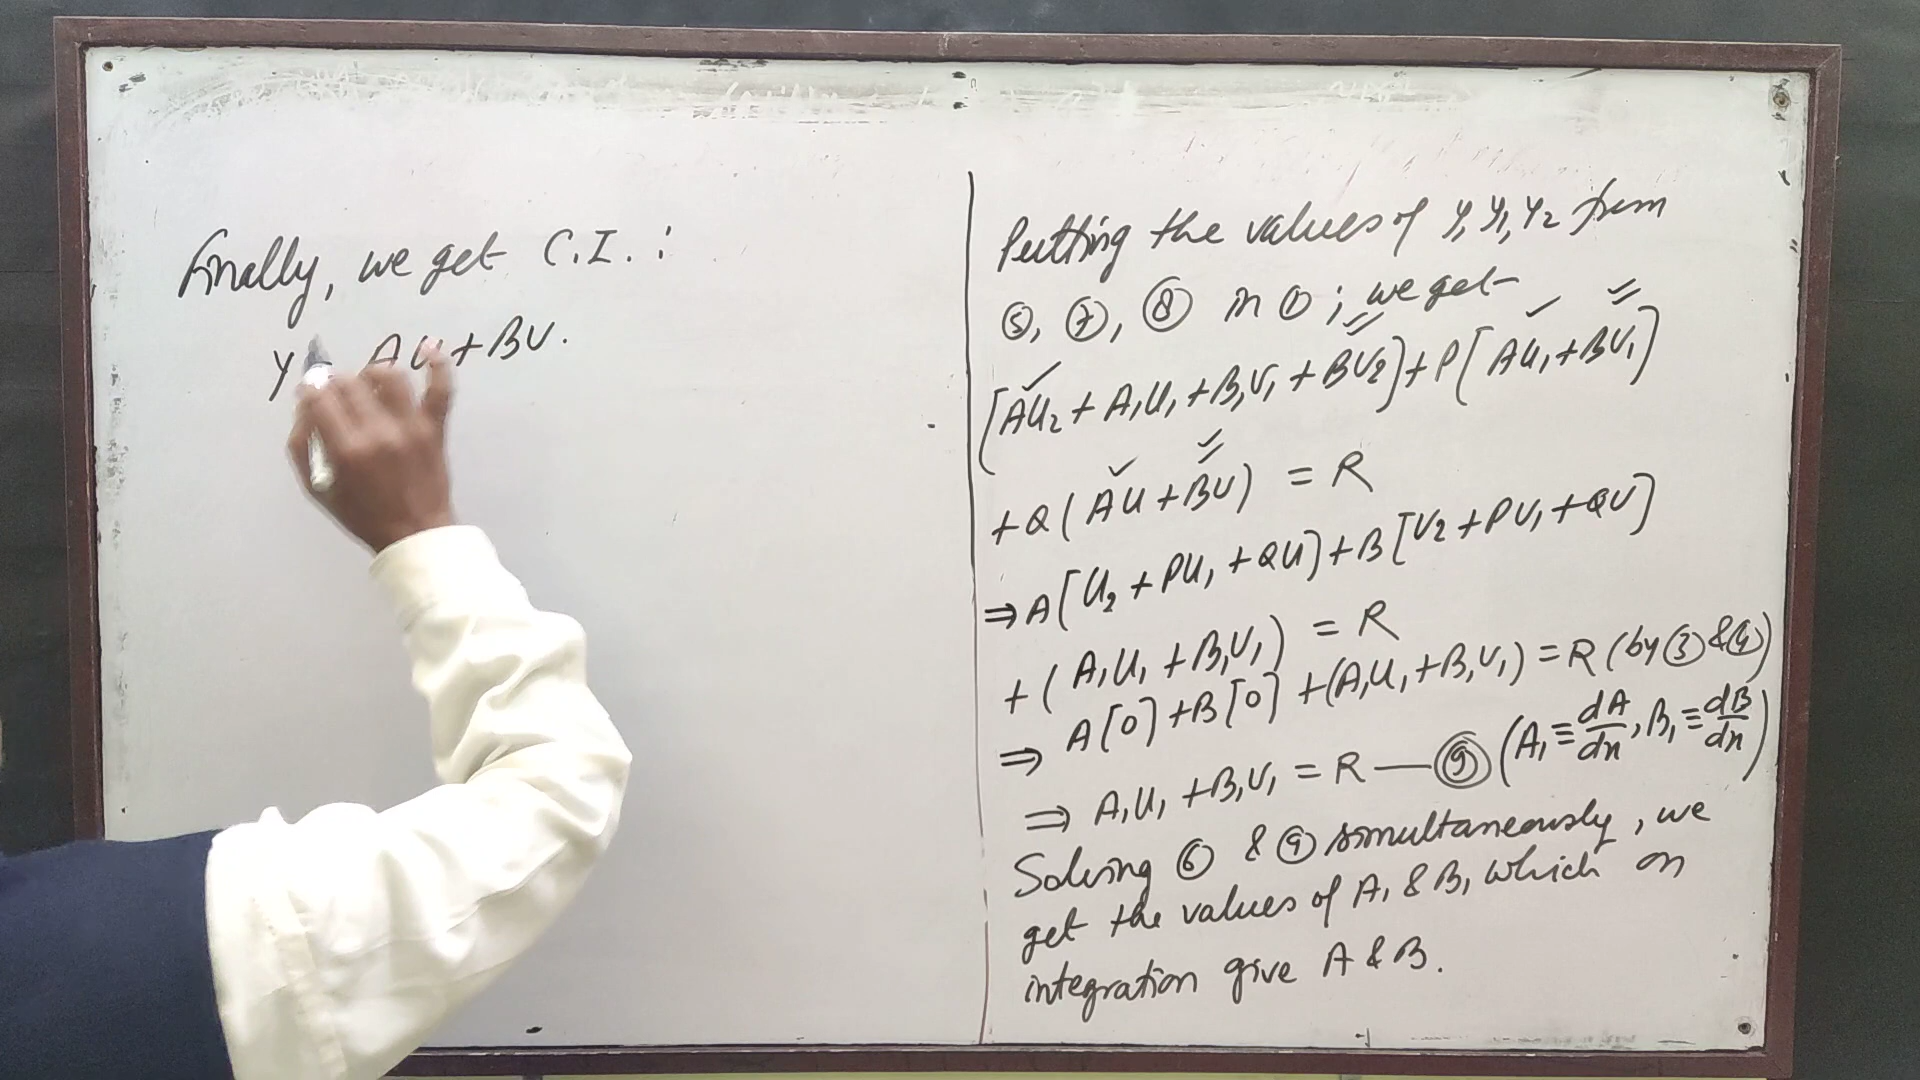 Finally, we get C.I. :
y = Au + Bv.
Putting the values of y, y₁, y₂ from
⑤, ⑦, ⑧ in ① ; we get
[Au₂ + A₁u₁ + B₁v₁ + Bv₂] + P[Au₁ + Bv₁]
+ Q(Au + Bv) = R
⇒ A[u₂ + Pu₁ + Qu] + B[v₂ + Pv₁ + Qv]
+ (A₁u₁ + B₁v₁) = R
⇒ A[0] + B[0] + (A₁u₁ + B₁v₁) = R (by ③ & ④)
⇒ A₁u₁ + B₁v₁ = R — ⑨ (A₁ ≡ dA/dx, B₁ ≡ dB/dx)
Solving ⑥ & ⑨ simultaneously, we
get the values of A₁ & B₁ which on
integration give A & B.